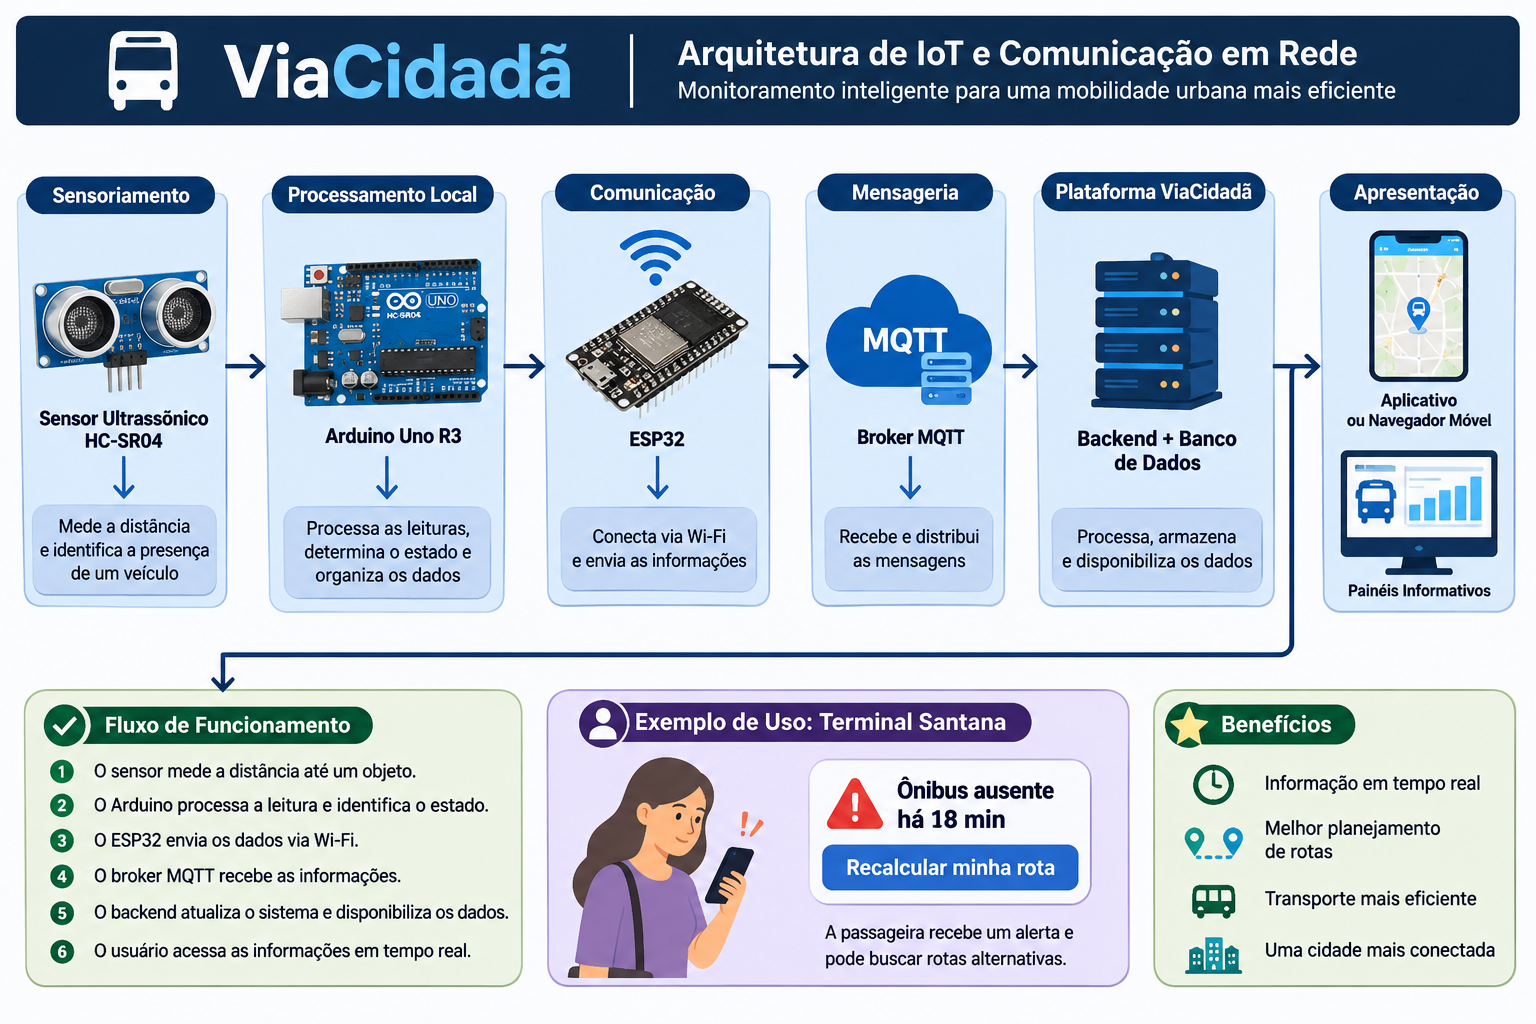 ViaCidadã
Arquitetura de IoT e Comunicação em Rede
Monitoramento inteligente para uma mobilidade urbana mais eficiente
Sensoriamento
Sensor Ultrassõnico
HC-SR04
Mede a distância
e identifica a presença
de um veículo
Processamento Local
UNO
HC-SR04
Arduino Uno R3
Processa as leituras,
determina o estado e
organiza os dados
Comunicação
ESP32
Conecta via Wi-Fi
e envia as informações
Mensageria
MQTT
Broker MQTT
Recebe e distribui
as mensagens
Plataforma ViaCidadã
Backend + Banco
de Dados
Processa, armazena
e disponibiliza os dados
Apresentação
Aplicativo
ou Navegador Móvel
Painéis Informativos
Fluxo de Funcionamento
1 O sensor mede a distância até um objeto.
2 O Arduino processa a leitura e identifica o estado.
3 O ESP32 envia os dados via Wi-Fi.
4 O broker MQTT recebe as informações.
5 O backend atualiza o sistema e disponibiliza os dados.
6 O usuário acessa as informações em tempo real.
Exemplo de Uso: Terminal Santana
Ônibus ausente
há 18 min
Recalcular minha rota
A passageira recebe um alerta e
pode buscar rotas alternativas.
Benefícios
Informação em tempo real
Melhor planejamento
de rotas
Transporte mais eficiente
Uma cidade mais conectada